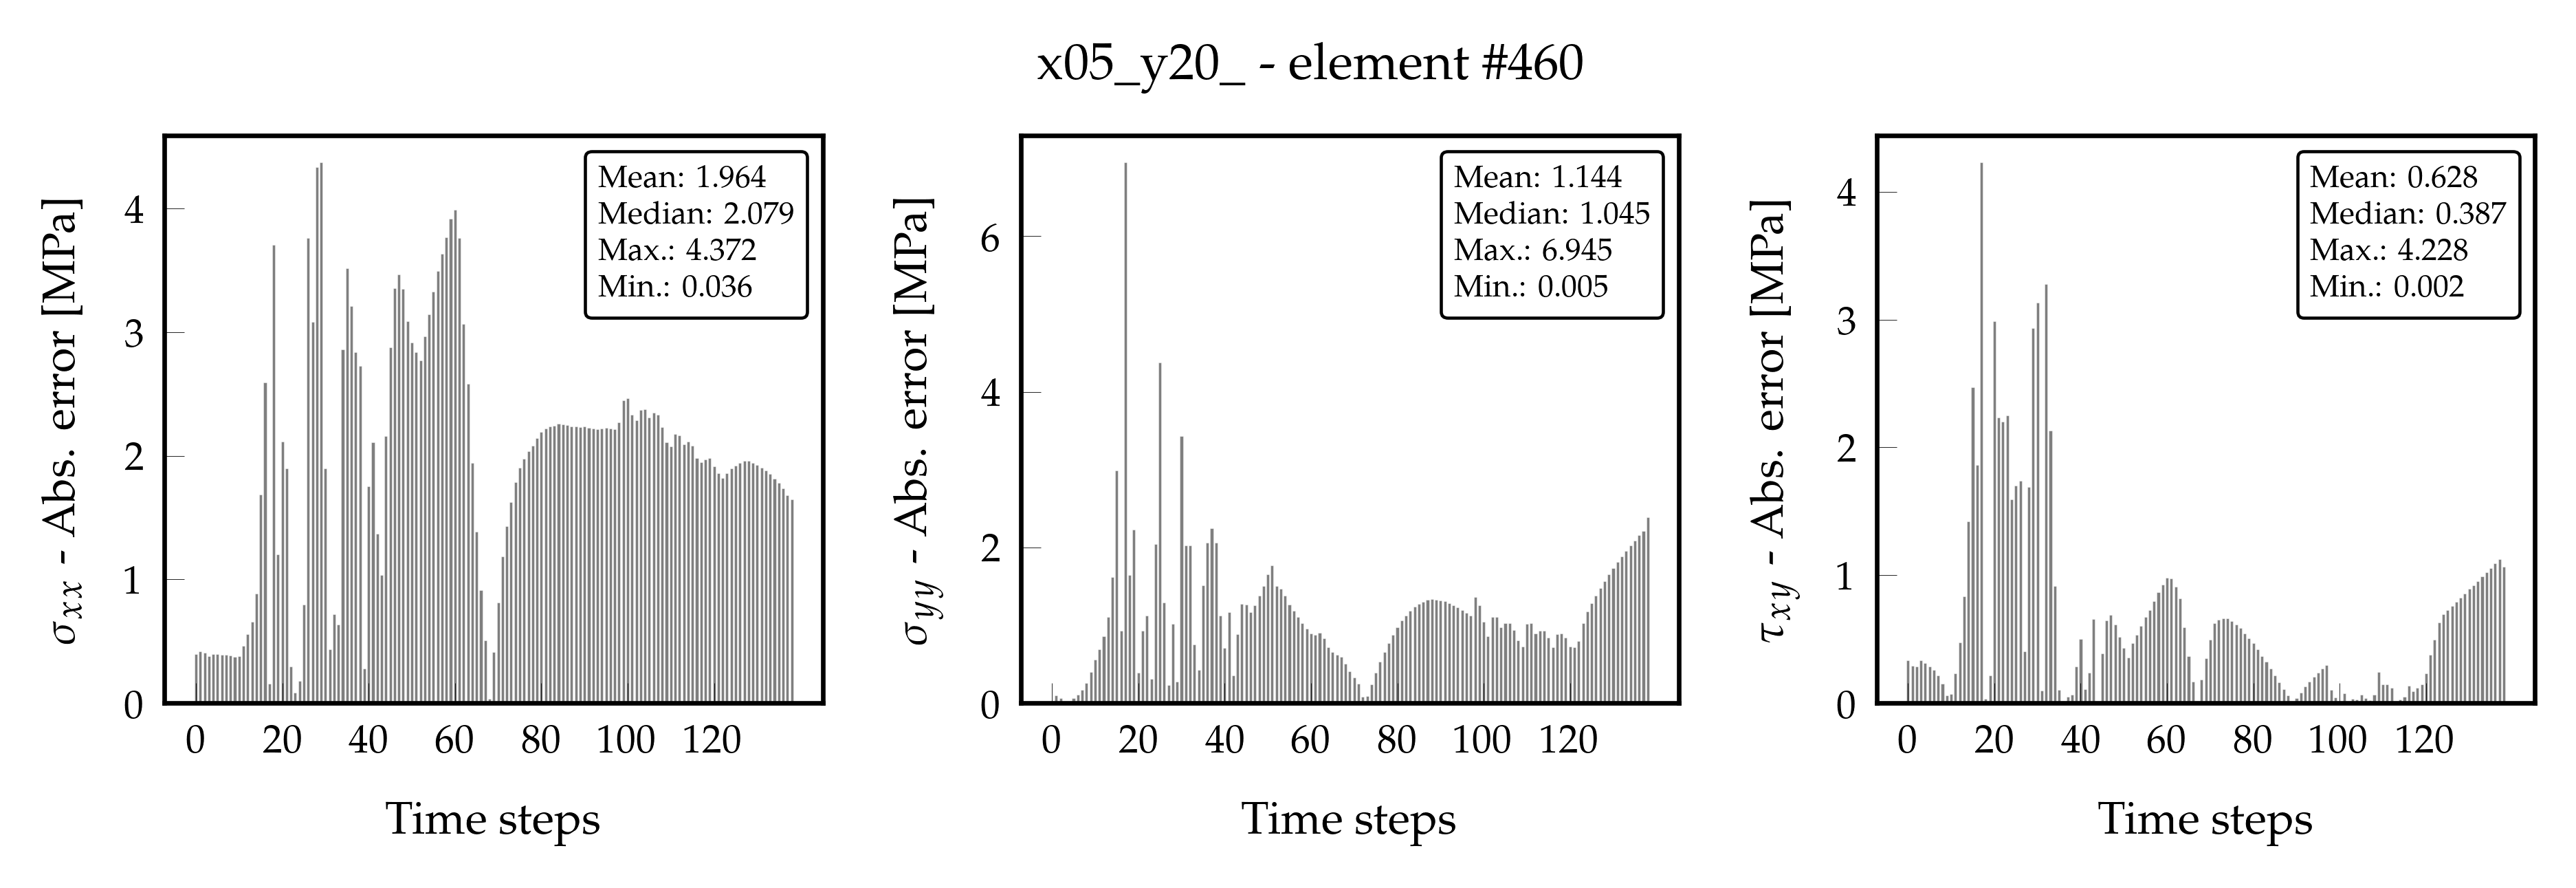 x05_y20_ - element #460
σxx - Abs. error [MPa]
4
3
2
1
0
0 20 40 60 80 100 120
Time steps
Mean: 1.964
Median: 2.079
Max.: 4.372
Min.: 0.036
σyy - Abs. error [MPa]
6
4
2
0
0 20 40 60 80 100 120
Time steps
Mean: 1.144
Median: 1.045
Max.: 6.945
Min.: 0.005
τxy - Abs. error [MPa]
4
3
2
1
0
0 20 40 60 80 100 120
Time steps
Mean: 0.628
Median: 0.387
Max.: 4.228
Min.: 0.002